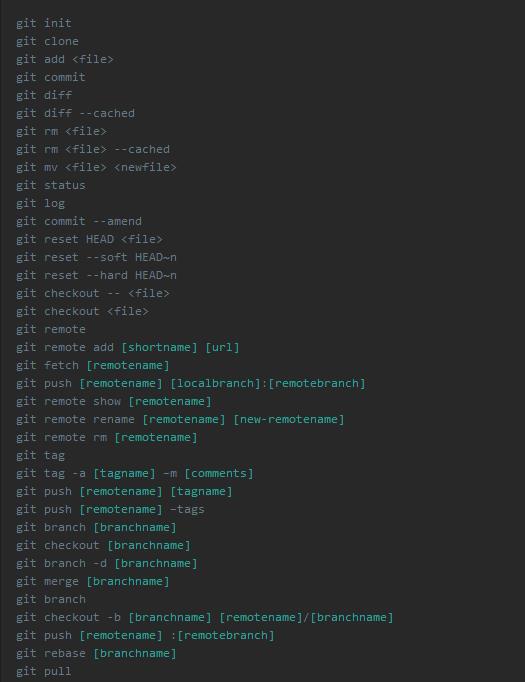 git init
git clone
git add <file>
git commit
git diff
git diff --cached
git rm <file>
git rm <file> --cached
git mv <file> <newfile>
git status
git log
git commit --amend
git reset HEAD <file>
git reset --soft HEAD~n
git reset --hard HEAD~n
git checkout -- <file>
git checkout <file>
git remote
git remote add [shortname] [url]
git fetch [remotename]
git push [remotename] [localbranch]:[remotebranch]
git remote show [remotename]
git remote rename [remotename] [new-remotename]
git remote rm [remotename]
git tag
git tag -a [tagname] –m [comments]
git push [remotename] [tagname]
git push [remotename] –tags
git branch [branchname]
git checkout [branchname]
git branch -d [branchname]
git merge [branchname]
git branch
git checkout -b [branchname] [remotename]/[branchname]
git push [remotename] :[remotebranch]
git rebase [branchname]
git pull